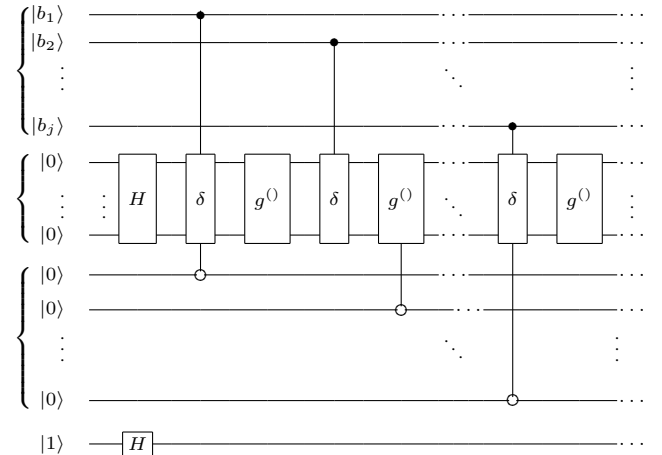 |b₁⟩ ···
|b₂⟩ ···
⋮ ⋱ ⋮
|bⱼ⟩ ···
|0⟩ ···
⋮ ⋮ H δ g⁽⁾ δ g⁽⁾ ⋱ δ g⁽⁾ ⋮
|0⟩ ···
|0⟩ ··· ···
|0⟩ ··· ···
⋮ ⋱ ⋮
|0⟩ ···
|1⟩ H ···